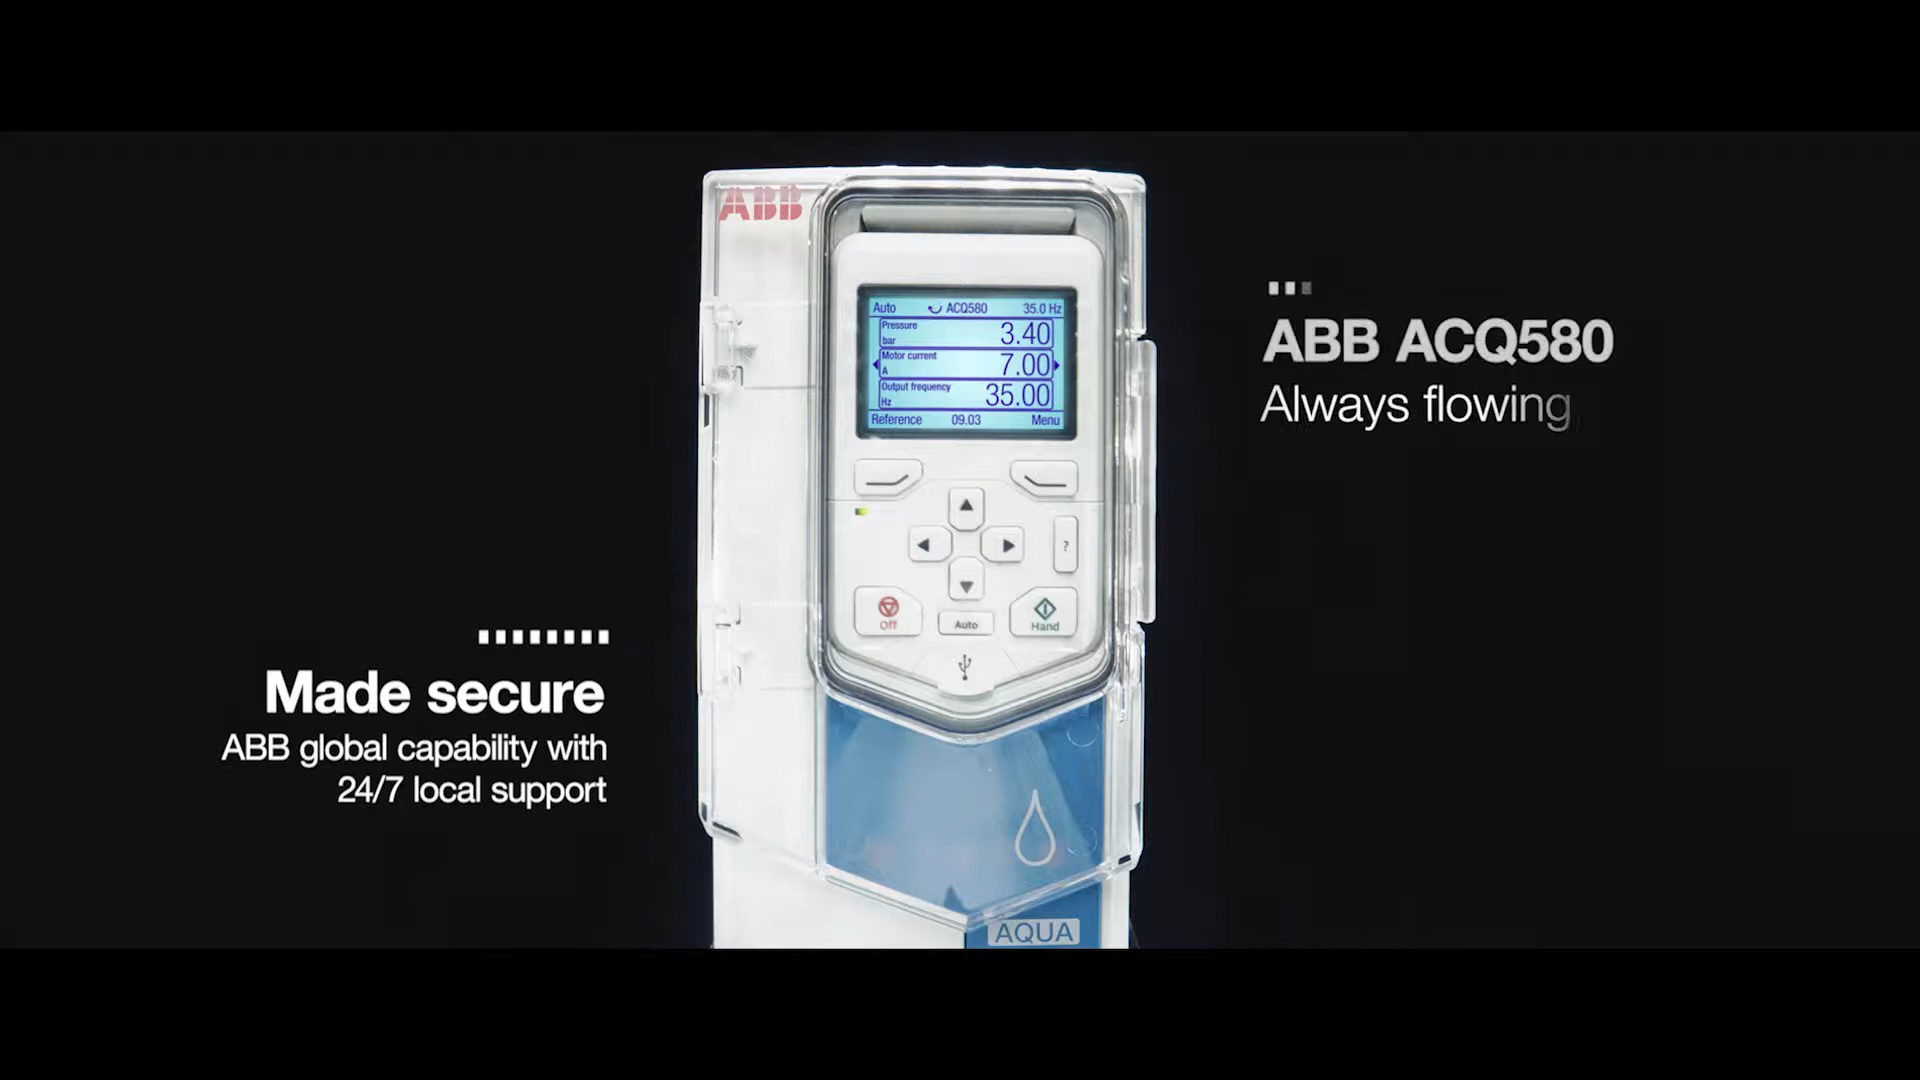 ABB
Auto ACQ580 35.0 Hz
Pressure
bar 3.40
Motor current
A 7.00
Output frequency
Hz 35.00
Reference 09.03 Menu
?
Off Auto Hand
AQUA
ABB ACQ580
Always flowing
Made secure
ABB global capability with
24/7 local support